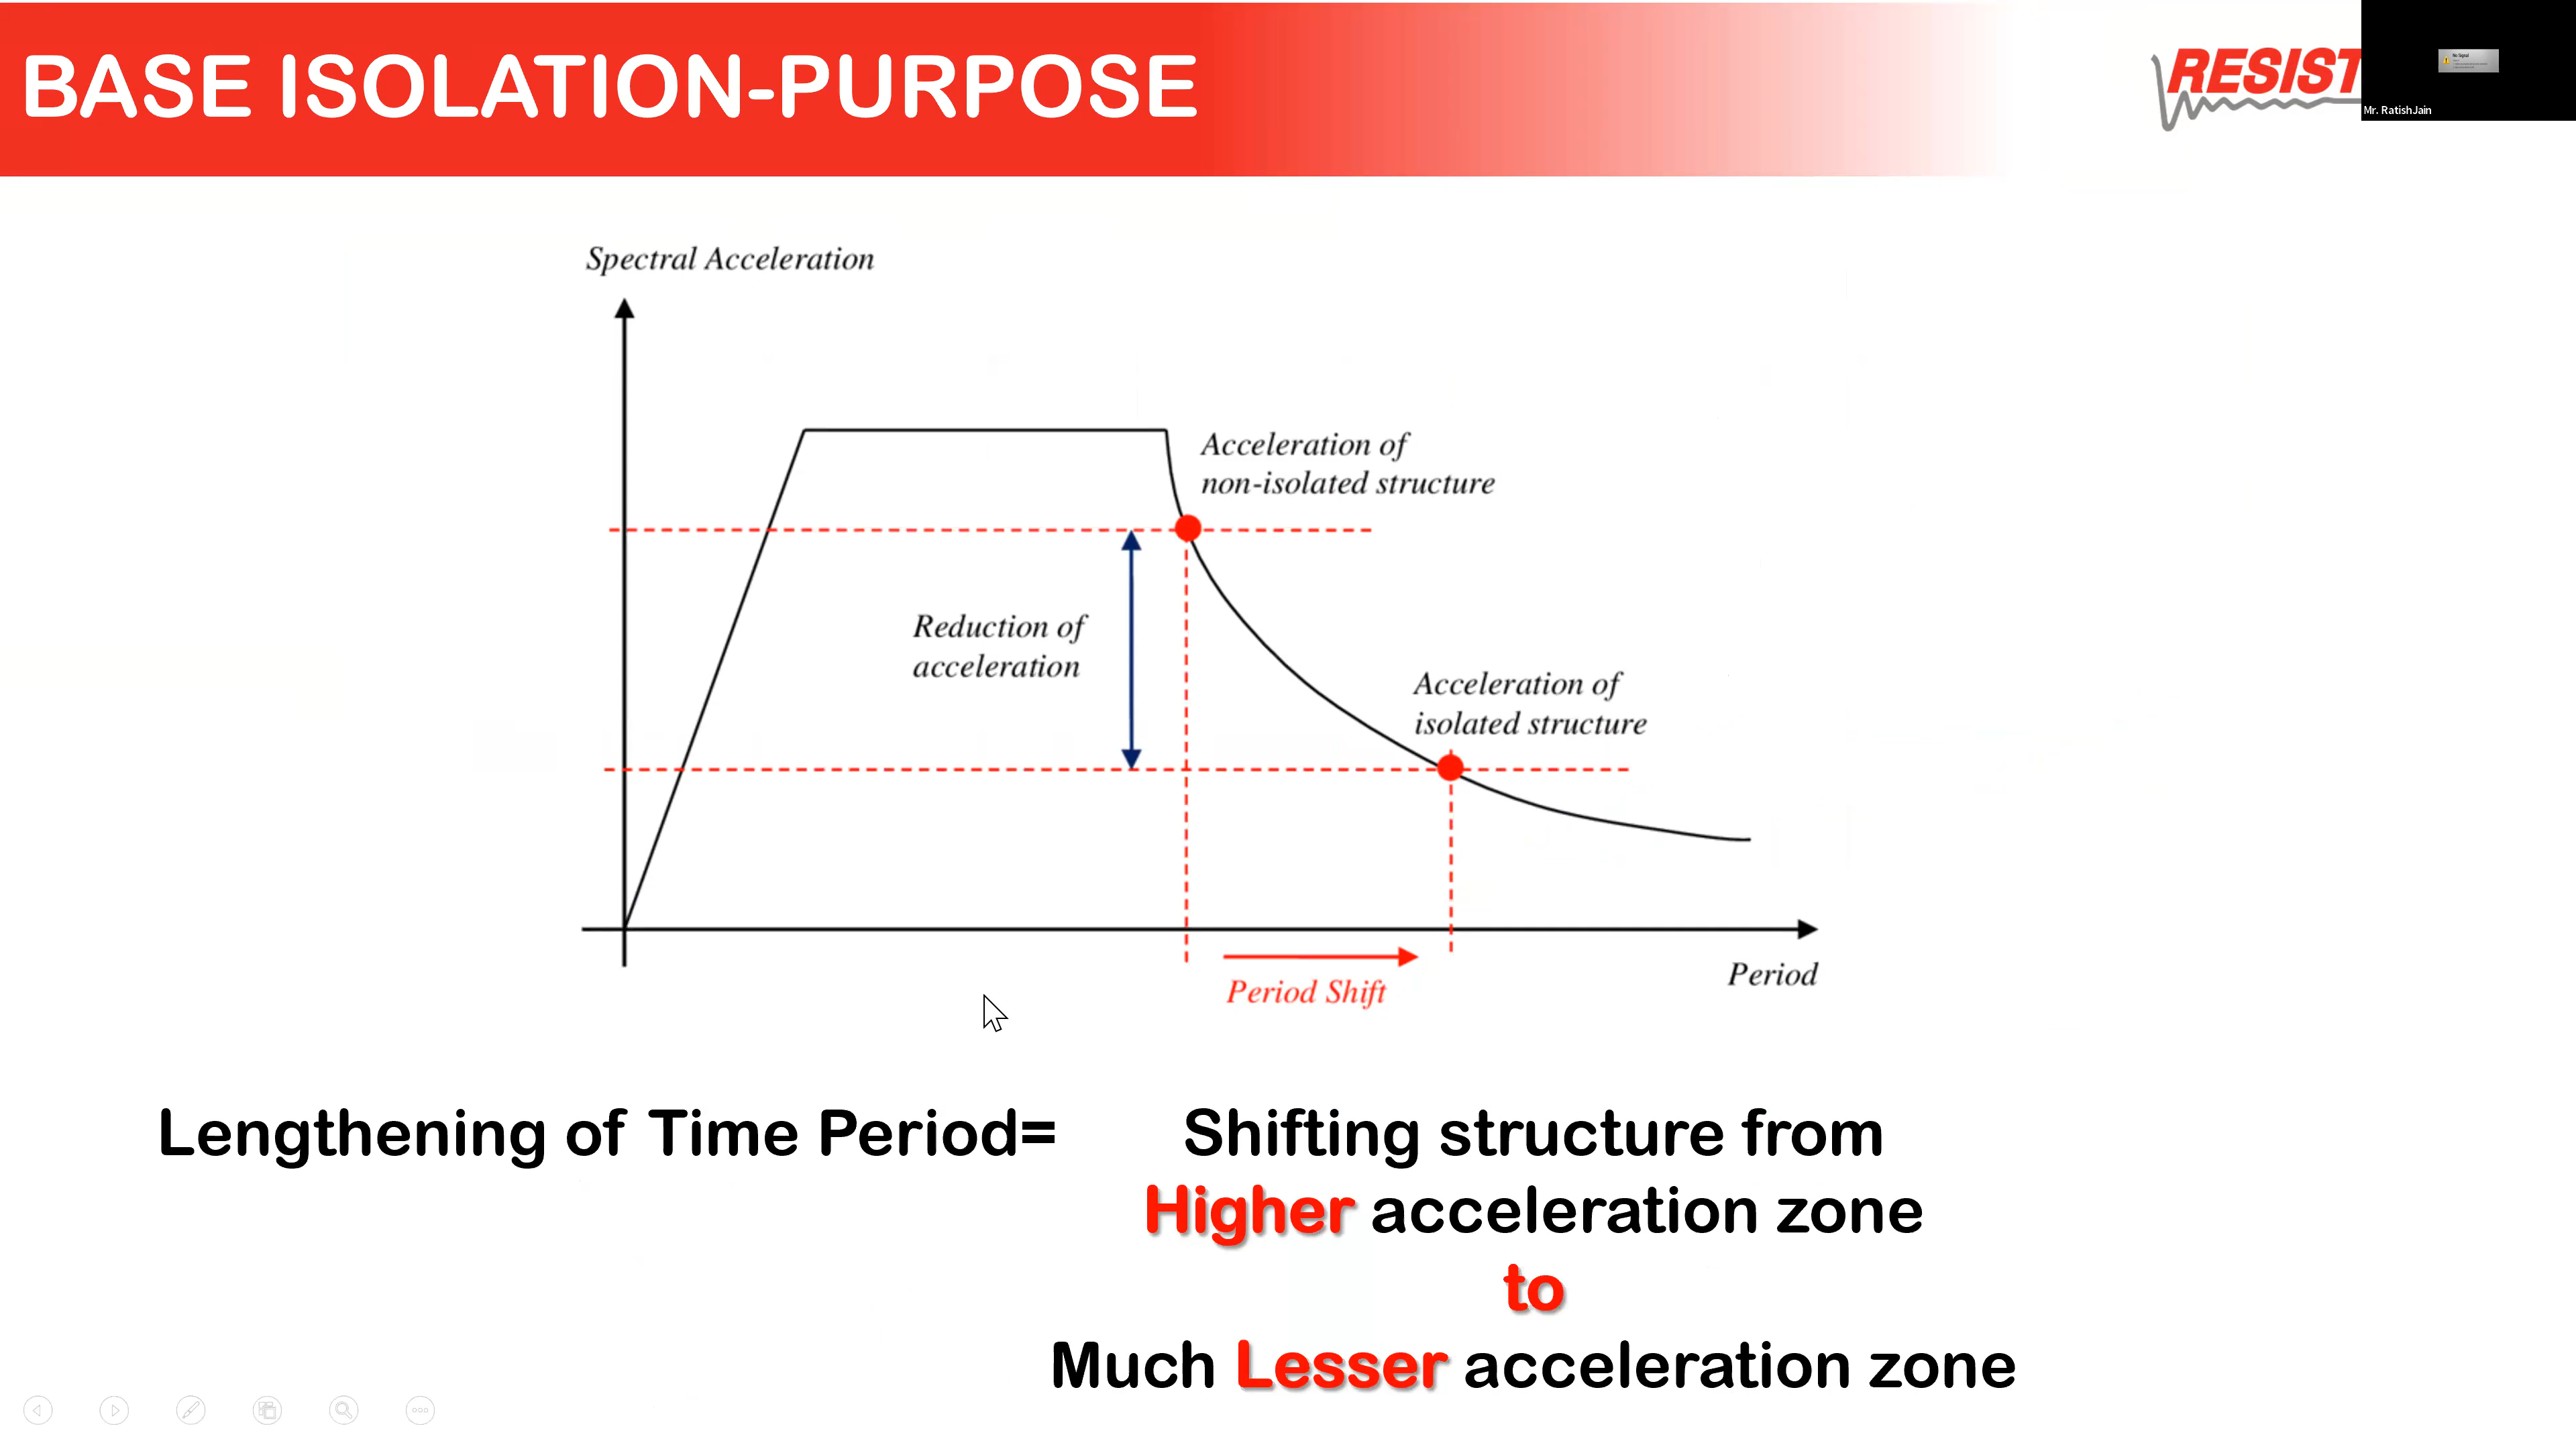 BASE ISOLATION-PURPOSE
RESIST
Mr. RatishJain
Spectral Acceleration
Acceleration of
non-isolated structure
Reduction of
acceleration
Acceleration of
isolated structure
Period Shift
Period
Lengthening of Time Period=
Shifting structure from
Higher acceleration zone
to
Much Lesser acceleration zone